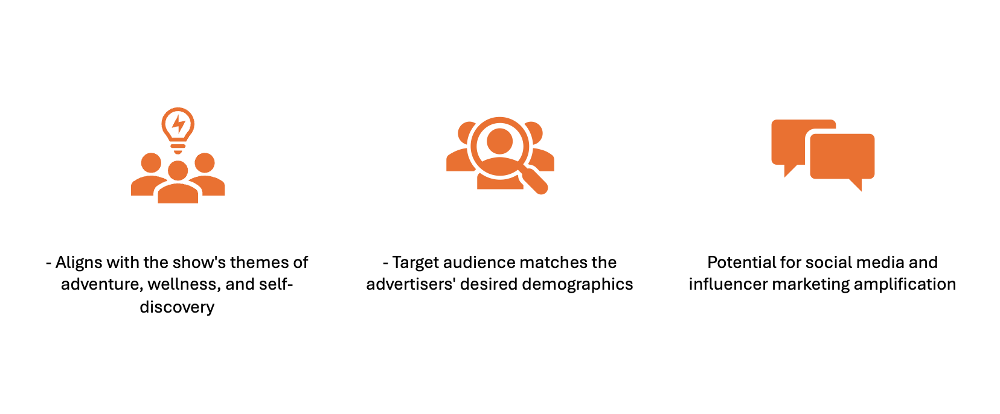 - Aligns with the show's themes of
adventure, wellness, and self-
discovery
- Target audience matches the
advertisers' desired demographics
Potential for social media and
influencer marketing amplification